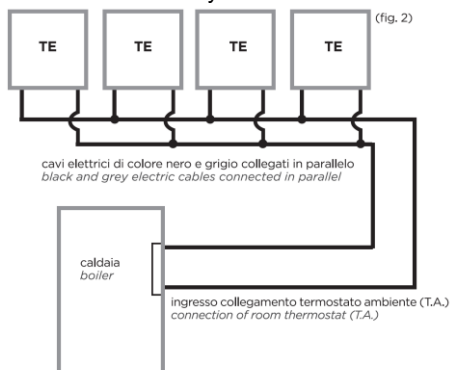 (fig. 2)
TE
TE
TE
TE
cavi elettrici di colore nero e grigio collegati in parallelo
black and grey electric cables connected in parallel
caldaia
boiler
ingresso collegamento termostato ambiente (T.A.)
connection of room thermostat (T.A.)